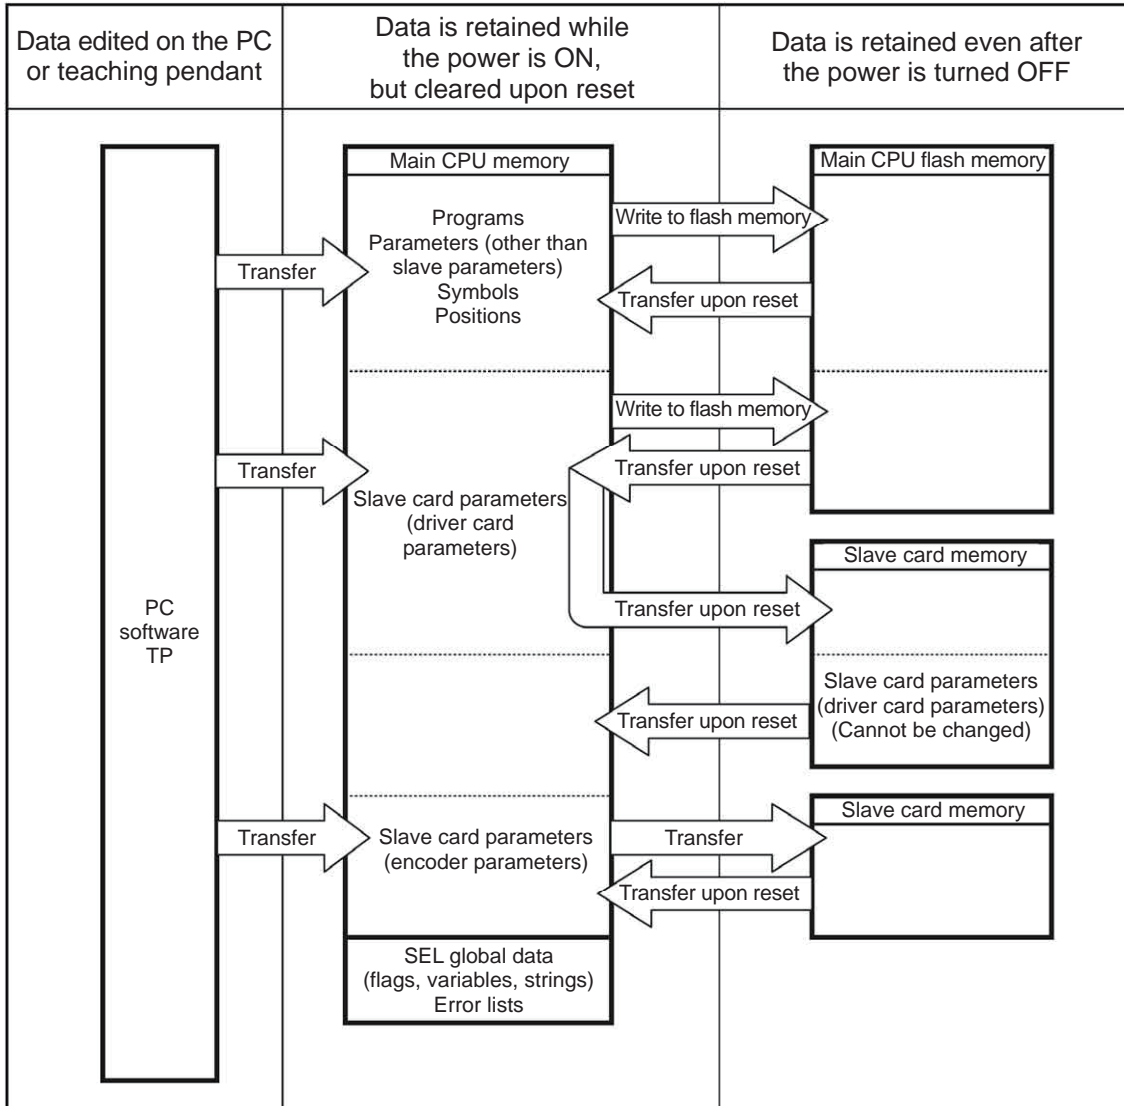 Data edited on the PC
or teaching pendant
Data is retained while
the power is ON,
but cleared upon reset
Data is retained even after
the power is turned OFF
PC
software
TP
Transfer
Transfer
Transfer
Main CPU memory
Programs
Parameters (other than
slave parameters)
Symbols
Positions
Slave card parameters
(driver card
parameters)
Slave card parameters
(encoder parameters)
SEL global data
(flags, variables, strings)
Error lists
Write to flash memory
Transfer upon reset
Write to flash memory
Transfer upon reset
Transfer upon reset
Transfer upon reset
Transfer
Transfer upon reset
Main CPU flash memory
Slave card memory
Slave card parameters
(driver card parameters)
(Cannot be changed)
Slave card memory